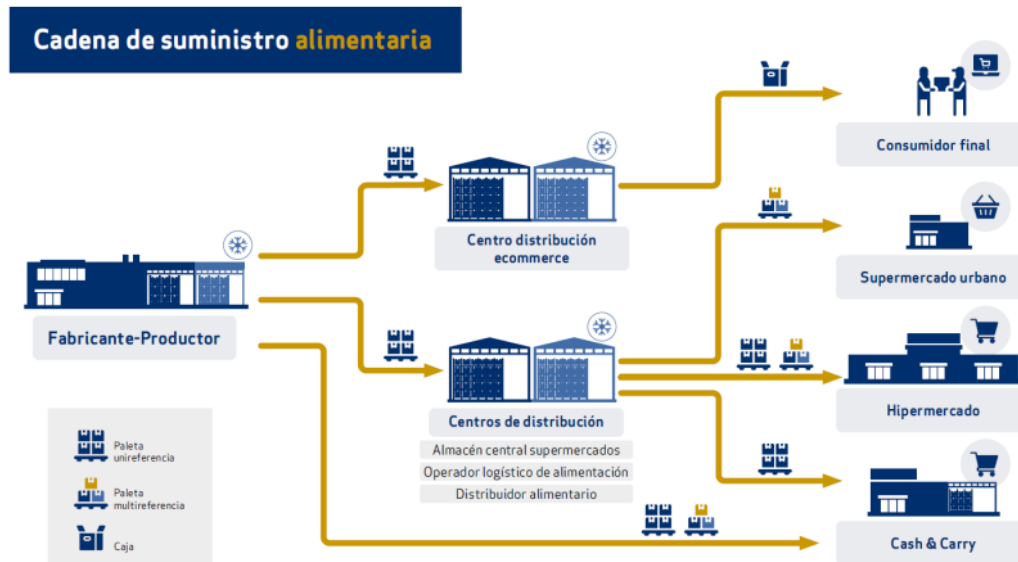 Cadena de suministro alimentaria
Consumidor final
Centro distribución
ecommerce
Supermercado urbano
Fabricante-Productor
Centros de distribución
Almacén central supermercados
Operador logístico de alimentación
Distribuidor alimentario
Hipermercado
Cash & Carry
Paleta
unireferencia
Paleta
multireferencia
Caja